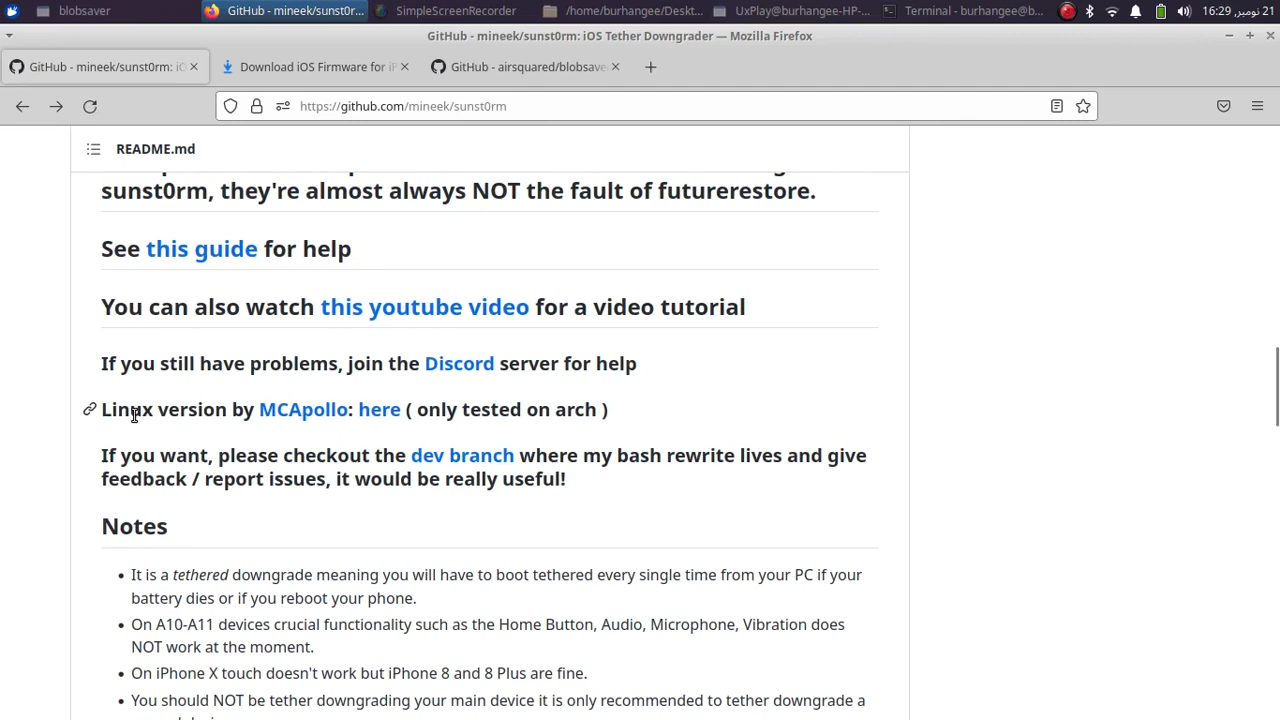 blobsaver
GitHub - mineek/sunst0r...
SimpleScreenRecorder
/home/burhangee/Deskt...
UxPlay@burhangee-HP-...
Terminal - burhangee@b...
21 نومبر, 16:29
GitHub - mineek/sunst0rm: iOS Tether Downgrader — Mozilla Firefox
GitHub - mineek/sunst0rm: iO
Download iOS Firmware for iP
GitHub - airsquared/blobsave
https://github.com/mineek/sunst0rm
README.md
sunst0rm, they're almost always NOT the fault of futurerestore.
See this guide for help
You can also watch this youtube video for a video tutorial
If you still have problems, join the Discord server for help
Linux version by MCApollo: here ( only tested on arch )
If you want, please checkout the dev branch where my bash rewrite lives and give
feedback / report issues, it would be really useful!
Notes
• It is a tethered downgrade meaning you will have to boot tethered every single time from your PC if your
battery dies or if you reboot your phone.
• On A10-A11 devices crucial functionality such as the Home Button, Audio, Microphone, Vibration does
NOT work at the moment.
• On iPhone X touch doesn't work but iPhone 8 and 8 Plus are fine.
• You should NOT be tether downgrading your main device it is only recommended to tether downgrade a